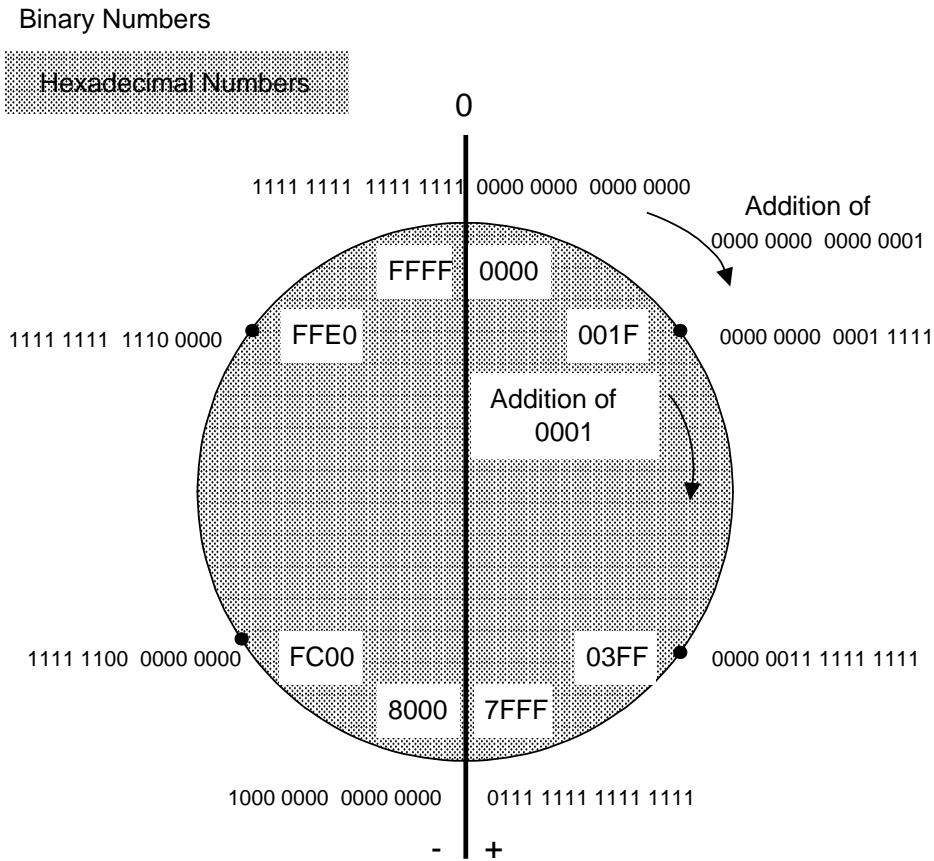 Binary Numbers
Hexadecimal Numbers
0
1111 1111 1111 1111
0000 0000 0000 0000
Addition of
0000 0000 0000 0001
FFFF
0000
1111 1111 1110 0000
FFE0
001F
0000 0000 0001 1111
Addition of
0001
1111 1100 0000 0000
FC00
03FF
0000 0011 1111 1111
8000
7FFF
1000 0000 0000 0000
0111 1111 1111 1111
- +